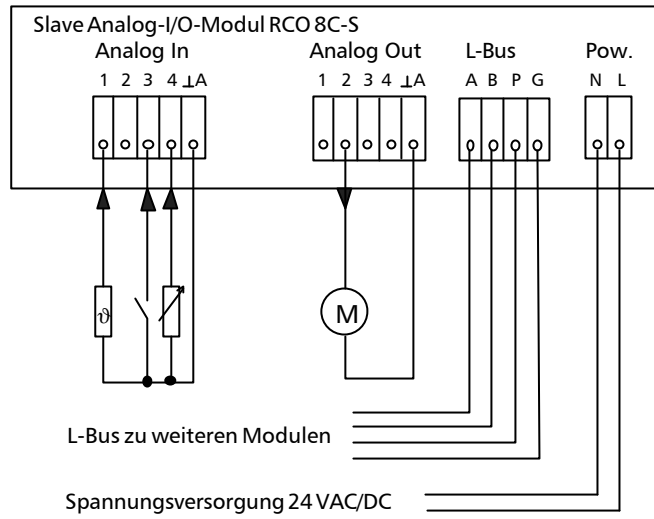 Slave Analog-I/O-Modul RCO 8C-S
Analog In Analog Out L-Bus Pow.
1 2 3 4 ⊥A 1 2 3 4 ⊥A A B P G N L
ϑ
M
L-Bus zu weiteren Modulen
Spannungsversorgung 24 VAC/DC